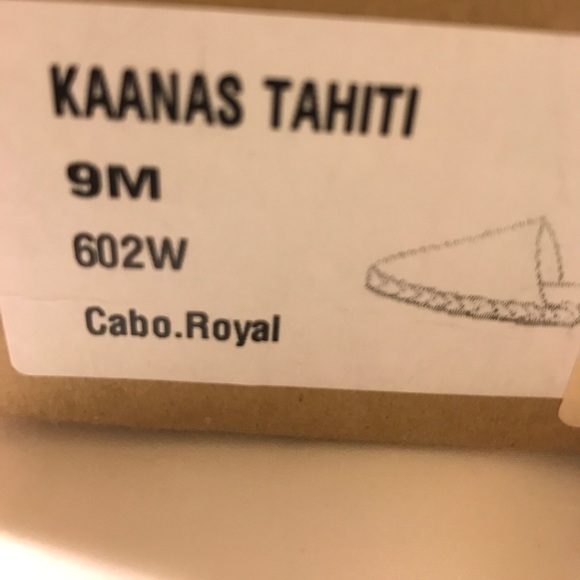 KAANAS TAHITI
9M
602W
Cabo.Royal